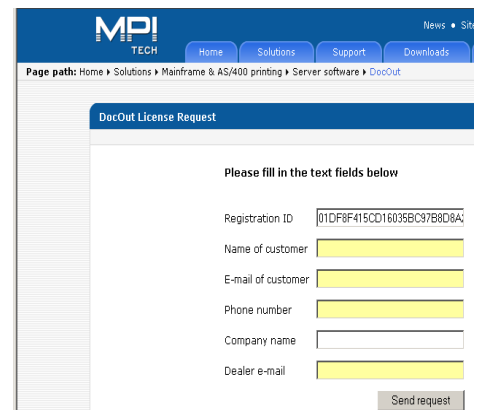 MPI
TECH
News • Site
Home Solutions Support Downloads
Page path: Home ▸ Solutions ▸ Mainframe & AS/400 printing ▸ Server software ▸ DocOut
DocOut License Request
Please fill in the text fields below
Registration ID 01DF8F415CD16035BC97B8D8A
Name of customer
E-mail of customer
Phone number
Company name
Dealer e-mail
Send request